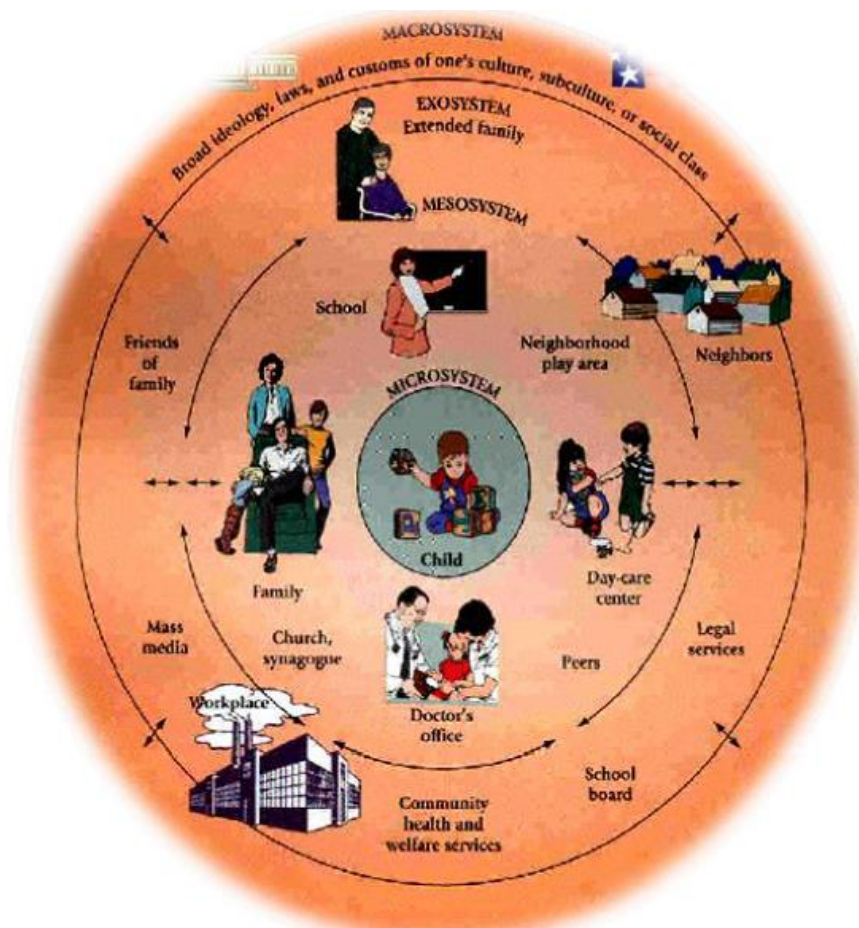 MACROSYSTEM
Broad ideology, laws, and customs of one's culture, subculture, or social class
EXOSYSTEM
Extended family
MESOSYSTEM
School
Friends
of family
Neighborhood
play area
Neighbors
MICROSYSTEM
Child
Family
Day-care
center
Mass
media
Church,
synagogue
Peers
Legal
services
Workplace
Doctor's
office
School
board
Community
health and
welfare services